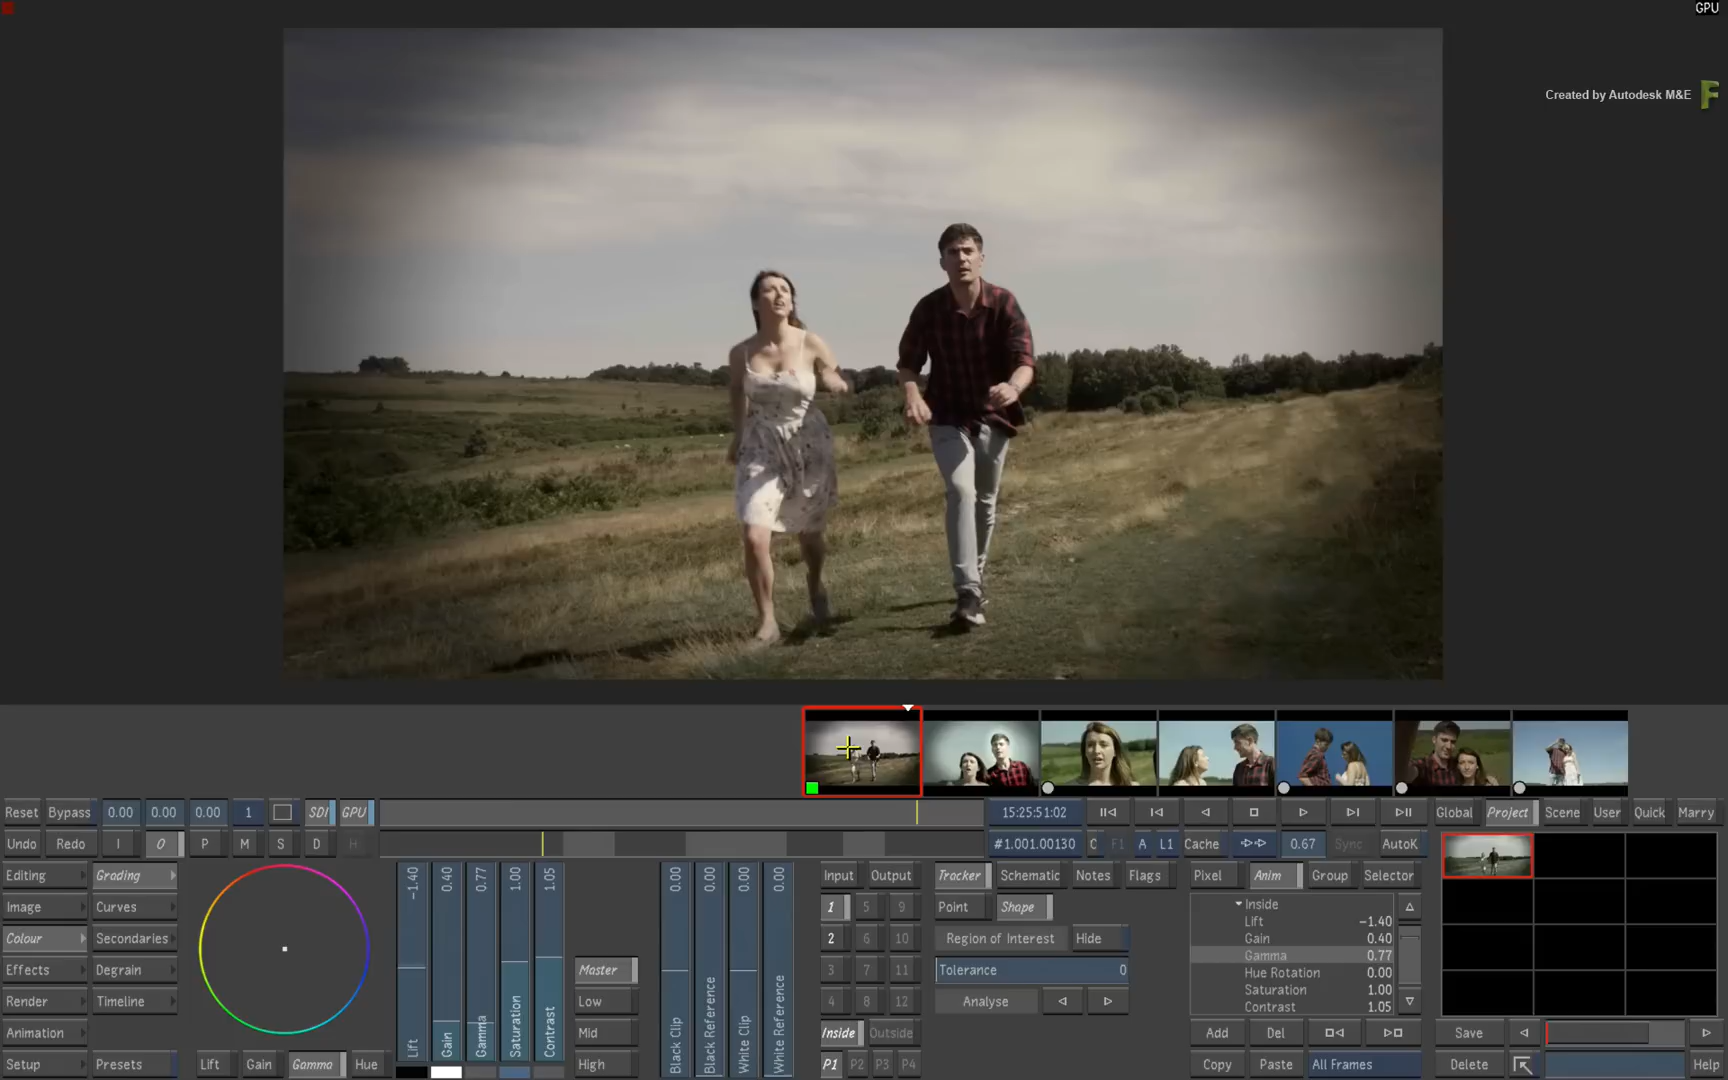 GPU
Created by Autodesk M&E
Reset Bypass 0.00 0.00 0.00 1 SDI GPU 15:25:51:02 Global Project Scene User Quick Marry
Undo Redo I O P M S D H #1.001.00130 C F1 A L1 Cache 0.67 Sync AutoK
Editing Grading -1.40 0.40 0.77 1.00 1.05 0.00 0.00 0.00 0.00 Input Output Tracker Schematic Notes Flags Pixel Anim Group Selector
Image Curves 1 5 9 Point Shape Inside
Lift -1.40
Colour Secondaries 2 6 10 Region of Interest Hide Gain 0.40
Gamma 0.77
Effects Degrain Master 3 7 11 Tolerance 0 Hue Rotation 0.00
Saturation 1.00
Render Timeline Low 4 8 12 Analyse Contrast 1.05
Animation Lift Gain Gamma Saturation Contrast Mid Black Clip Black Reference White Clip White Reference Inside Outside Add Del Save
Setup Presets Lift Gain Gamma Hue High P1 P2 P3 P4 Copy Paste All Frames Delete Help